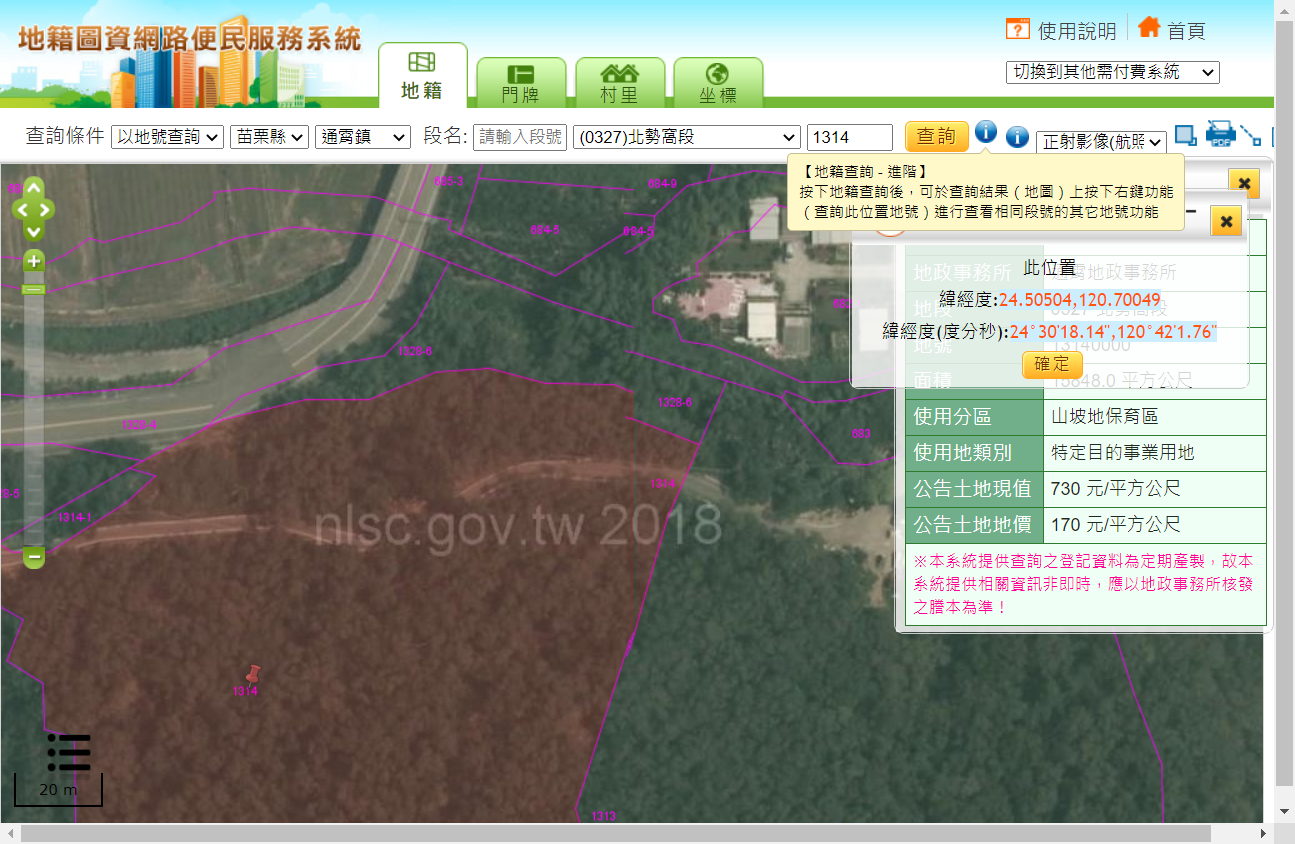 地籍圖資網路便民服務系統
使用說明
首頁
切換到其他需付費系統
地籍
門牌
村里
坐標
查詢條件
以地號查詢
苗栗縣
通霄鎮
段名:
請輸入段號
(0327)北勢窩段
1314
查詢
正射影像(航照
【地籍查詢 - 進階】
按下地籍查詢後，可於查詢結果（地圖）上按下右鍵功能
（查詢此位置地號）進行查看相同段號的其它地號功能
此位置
緯經度:24.50504,120.70049
緯經度(度分秒):24°30'18.14",120°42'1.76"
確定
地政事務所
地政事務所
地段
0327 北勢窩段
地號
13140000
面積
15848.0 平方公尺
使用分區
山坡地保育區
使用地類別
特定目的事業用地
公告土地現值
730 元/平方公尺
公告土地地價
170 元/平方公尺
※本系統提供查詢之登記資料為定期產製，故本
系統提供相關資訊非即時，應以地政事務所核發
之謄本為準！
684-9
684-5
684-5
1328-6
1328-6
1328-4
683
1314
1314-1
nlsc.gov.tw 2018
1314
1313
20 m